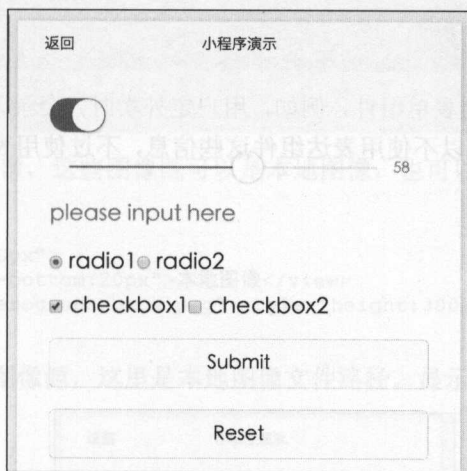 返回 小程序演示
58
please input here
radio1 radio2
checkbox1 checkbox2
Submit
Reset